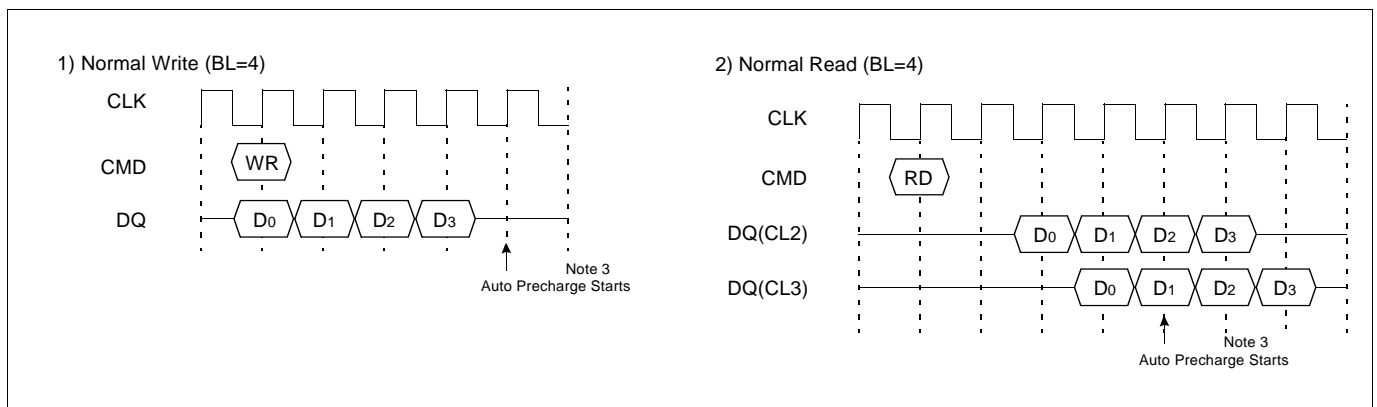 1) Normal Write (BL=4)
CLK
CMD
WR
DQ
D0 D1 D2 D3
Note 3
Auto Precharge Starts
2) Normal Read (BL=4)
CLK
CMD
RD
DQ(CL2)
D0 D1 D2 D3
DQ(CL3)
D0 D1 D2 D3
Note 3
Auto Precharge Starts